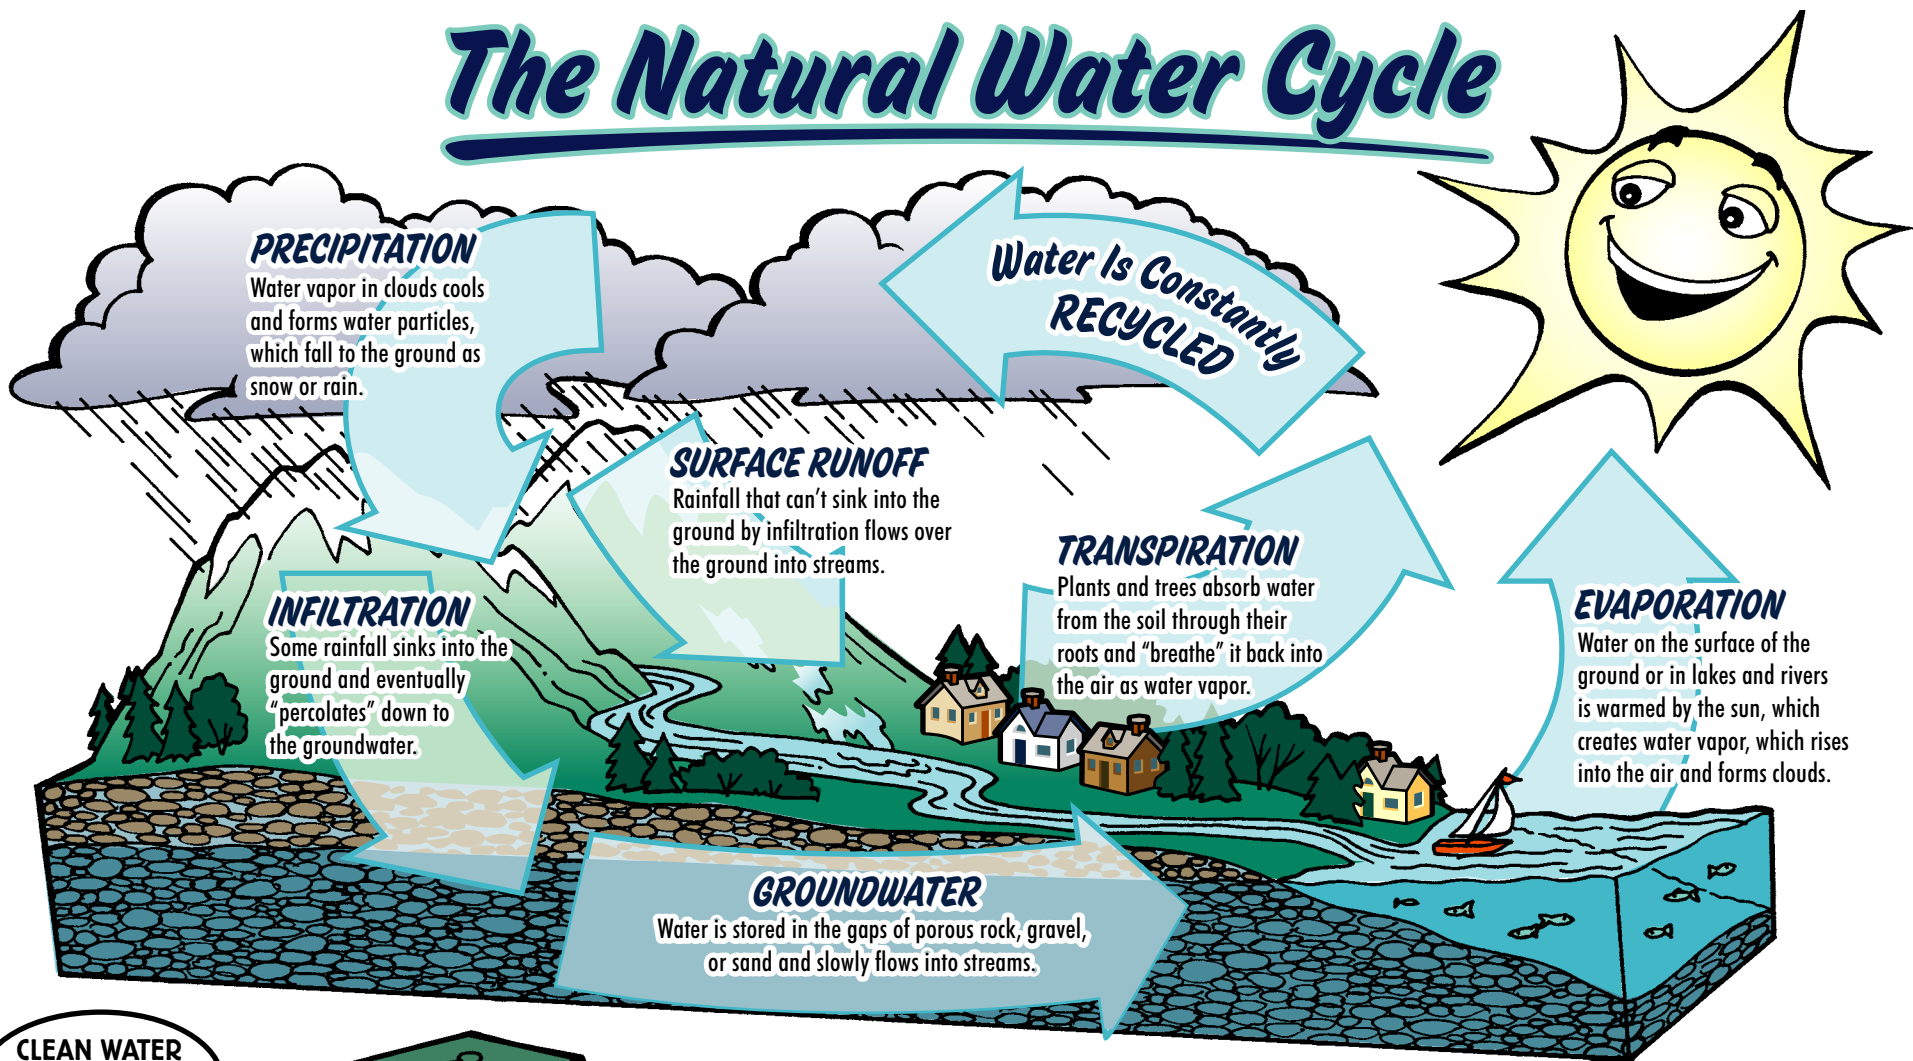 The Natural Water Cycle
PRECIPITATION
Water vapor in clouds cools
and forms water particles,
which fall to the ground as
snow or rain.
Water Is Constantly
RECYCLED
SURFACE RUNOFF
Rainfall that can't sink into the
ground by infiltration flows over
the ground into streams.
INFILTRATION
Some rainfall sinks into the
ground and eventually
“percolates” down to
the groundwater.
TRANSPIRATION
Plants and trees absorb water
from the soil through their
roots and “breathe” it back into
the air as water vapor.
EVAPORATION
Water on the surface of the
ground or in lakes and rivers
is warmed by the sun, which
creates water vapor, which rises
into the air and forms clouds.
GROUNDWATER
Water is stored in the gaps of porous rock, gravel,
or sand and slowly flows into streams.
CLEAN WATER